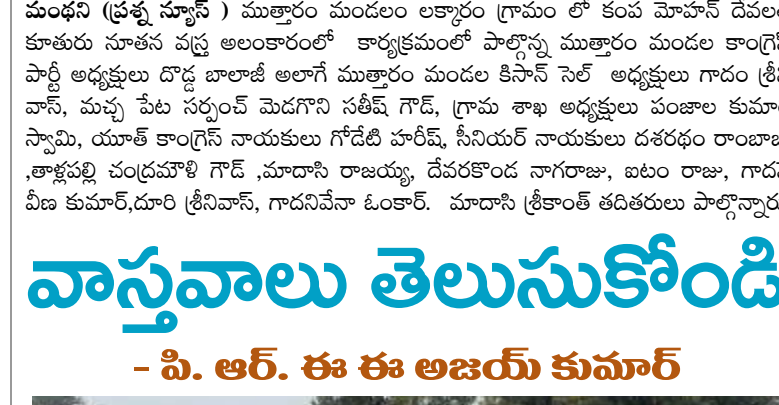 మంథని (ప్రశ్న న్యూస్ ) ముత్తారం మండలం లక్కారం గ్రామం లో కంప మోహన్
కూతురు నూతన వస్త్ర అలంకారంలో కార్యక్రమంలో పాల్గొన్న ముత్తారం మండల
పార్టీ అధ్యక్షులు దొడ్డ బాలాజీ అలాగే ముత్తారం మండల కిసాన్ సెల్ అధ్యక్షులు గాదం
వాస్, మచ్చ పేట సర్పంచ్ మెడగొని సతీష్ గౌడ్, గ్రామ శాఖ అధ్యక్షులు పంజాల
స్వామి, యూత్ కాంగ్రెస్ నాయకులు గోడేటి హరీష్, సీనియర్ నాయకులు దశరథం
,తాళ్లపల్లి చంద్రమౌళి గౌడ్ ,మాదాసి రాజయ్య, దేవరకొండ నాగరాజు, ఐటం రాజు,
వీణ కుమార్,దూరి శ్రీనివాస్, గాదనివేనా ఓంకార్. మాదాసి శ్రీకాంత్ తదితరులు
వాస్తవాలు తెలుసుకోండి
- పి. ఆర్. ఈ ఈ అజయ్ కుమార్